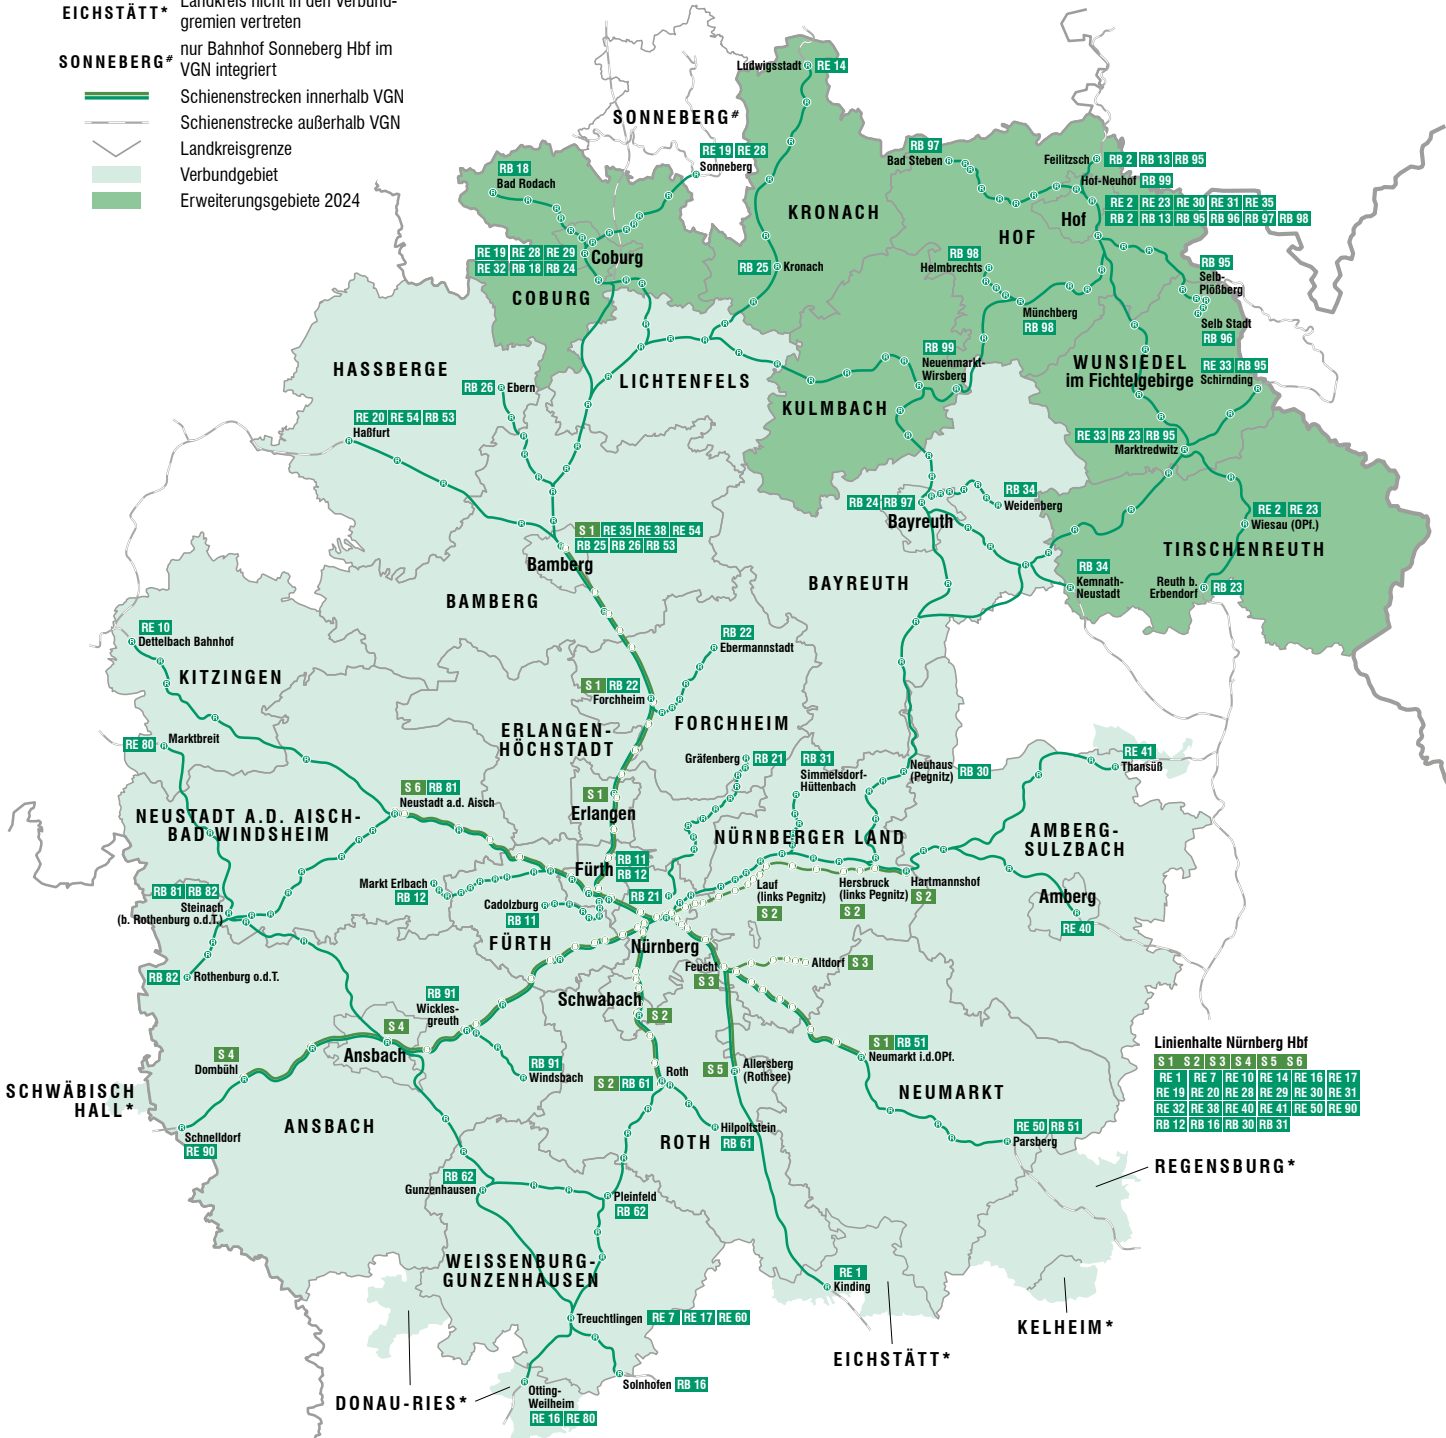 EICHSTÄTT*
Landkreis nicht in den Verbund-
gremien vertreten
SONNEBERG#
nur Bahnhof Sonneberg Hbf im
VGN integriert
Schienenstrecken innerhalb VGN
Schienenstrecke außerhalb VGN
Landkreisgrenze
Verbundgebiet
Erweiterungsgebiete 2024
Ludwigsstadt RE 14
SONNEBERG#
RE 19 RE 28
Sonneberg
RB 18
Bad Rodach
RB 97
Bad Steben
Feilitzsch RB 2 RB 13 RB 95
Hof-Neuhof RB 99
RE 2 RE 23 RE 30 RE 31 RE 35
RB 2 RB 13 RB 95 RB 96 RB 97 RB 98
Hof
KRONACH
HOF
RE 19 RE 28 RE 29
RE 32 RB 18 RB 24
Coburg
COBURG
RB 25 Kronach
RB 98
Helmbrechts
RB 95
Selb-
Plößberg
Münchberg
RB 98
Selb Stadt
RB 96
HASSBERGE
LICHTENFELS
RB 99
Neuenmarkt-
Wirsberg
WUNSIEDEL
im Fichtelgebirge
RE 33 RB 95
Schirnding
RB 26 Ebern
KULMBACH
RE 20 RE 54 RB 53
Haßfurt
RE 33 RB 23 RB 95
Marktredwitz
RB 24 RB 97
Bayreuth
RB 34
Weidenberg
RE 2 RE 23
Wiesau (OPf.)
S 1 RE 35 RE 38 RE 54
RB 25 RB 26 RB 53
Bamberg
TIRSCHENREUTH
BAMBERG
BAYREUTH
RB 34
Kemnath-
Neustadt
Reuth b.
Erbendorf
RB 23
RE 10
Dettelbach Bahnhof
RB 22
Ebermannstadt
KITZINGEN
S 1 RB 22
Forchheim
FORCHHEIM
ERLANGEN-
HÖCHSTADT
RE 80 Marktbreit
Gräfenberg RB 21
RB 31
Simmelsdorf-
Hüttenbach
Neuhaus
(Pegnitz)
RB 30
RE 41
Thansüß
S 6 RB 81
Neustadt a.d. Aisch
S 1
Erlangen
NEUSTADT A.D. AISCH-
BAD WINDSHEIM
NÜRNBERGER LAND
AMBERG-
SULZBACH
Fürth
RB 11
RB 12
Markt Erlbach
RB 12
RB 81 RB 82
Steinach
(b. Rothenburg o.d.T.)
Cadolzburg
RB 11
RB 21
Lauf
(links Pegnitz)
S 2
Hersbruck
(links Pegnitz)
S 2
Hartmannshof
S 2
Amberg
RE 40
FÜRTH
Nürnberg
Feucht
S 3
Altdorf S 3
RB 82 Rothenburg o.d.T.
RB 91
Wickles-
greuth
Schwabach
S 2
S 4
Ansbach
S 4
Dombühl
S 1 RB 51
Neumarkt i.d.OPf.
RB 91
Windsbach
S 2 RB 61
Roth
S 5
Allersberg
(Rothsee)
NEUMARKT
Linienhalte Nürnberg Hbf
S 1 S 2 S 3 S 4 S 5 S 6
RE 1 RE 7 RE 10 RE 14 RE 16 RE 17
RE 19 RE 20 RE 28 RE 29 RE 30 RE 31
RE 32 RE 38 RE 40 RE 41 RE 50 RE 90
RB 12 RB 16 RB 30 RB 31
SCHWÄBISCH
HALL*
ANSBACH
Schnelldorf
RE 90
Hilpoltstein
RB 61
ROTH
RE 50 RB 51
Parsberg
REGENSBURG*
RB 62
Gunzenhausen
Pleinfeld
RB 62
WEISSENBURG-
GUNZENHAUSEN
RE 1
Kinding
Treuchtlingen RE 7 RE 17 RE 60
KELHEIM*
EICHSTÄTT*
Solnhofen RB 16
DONAU-RIES*
Otting-
Weilheim
RE 16 RE 80